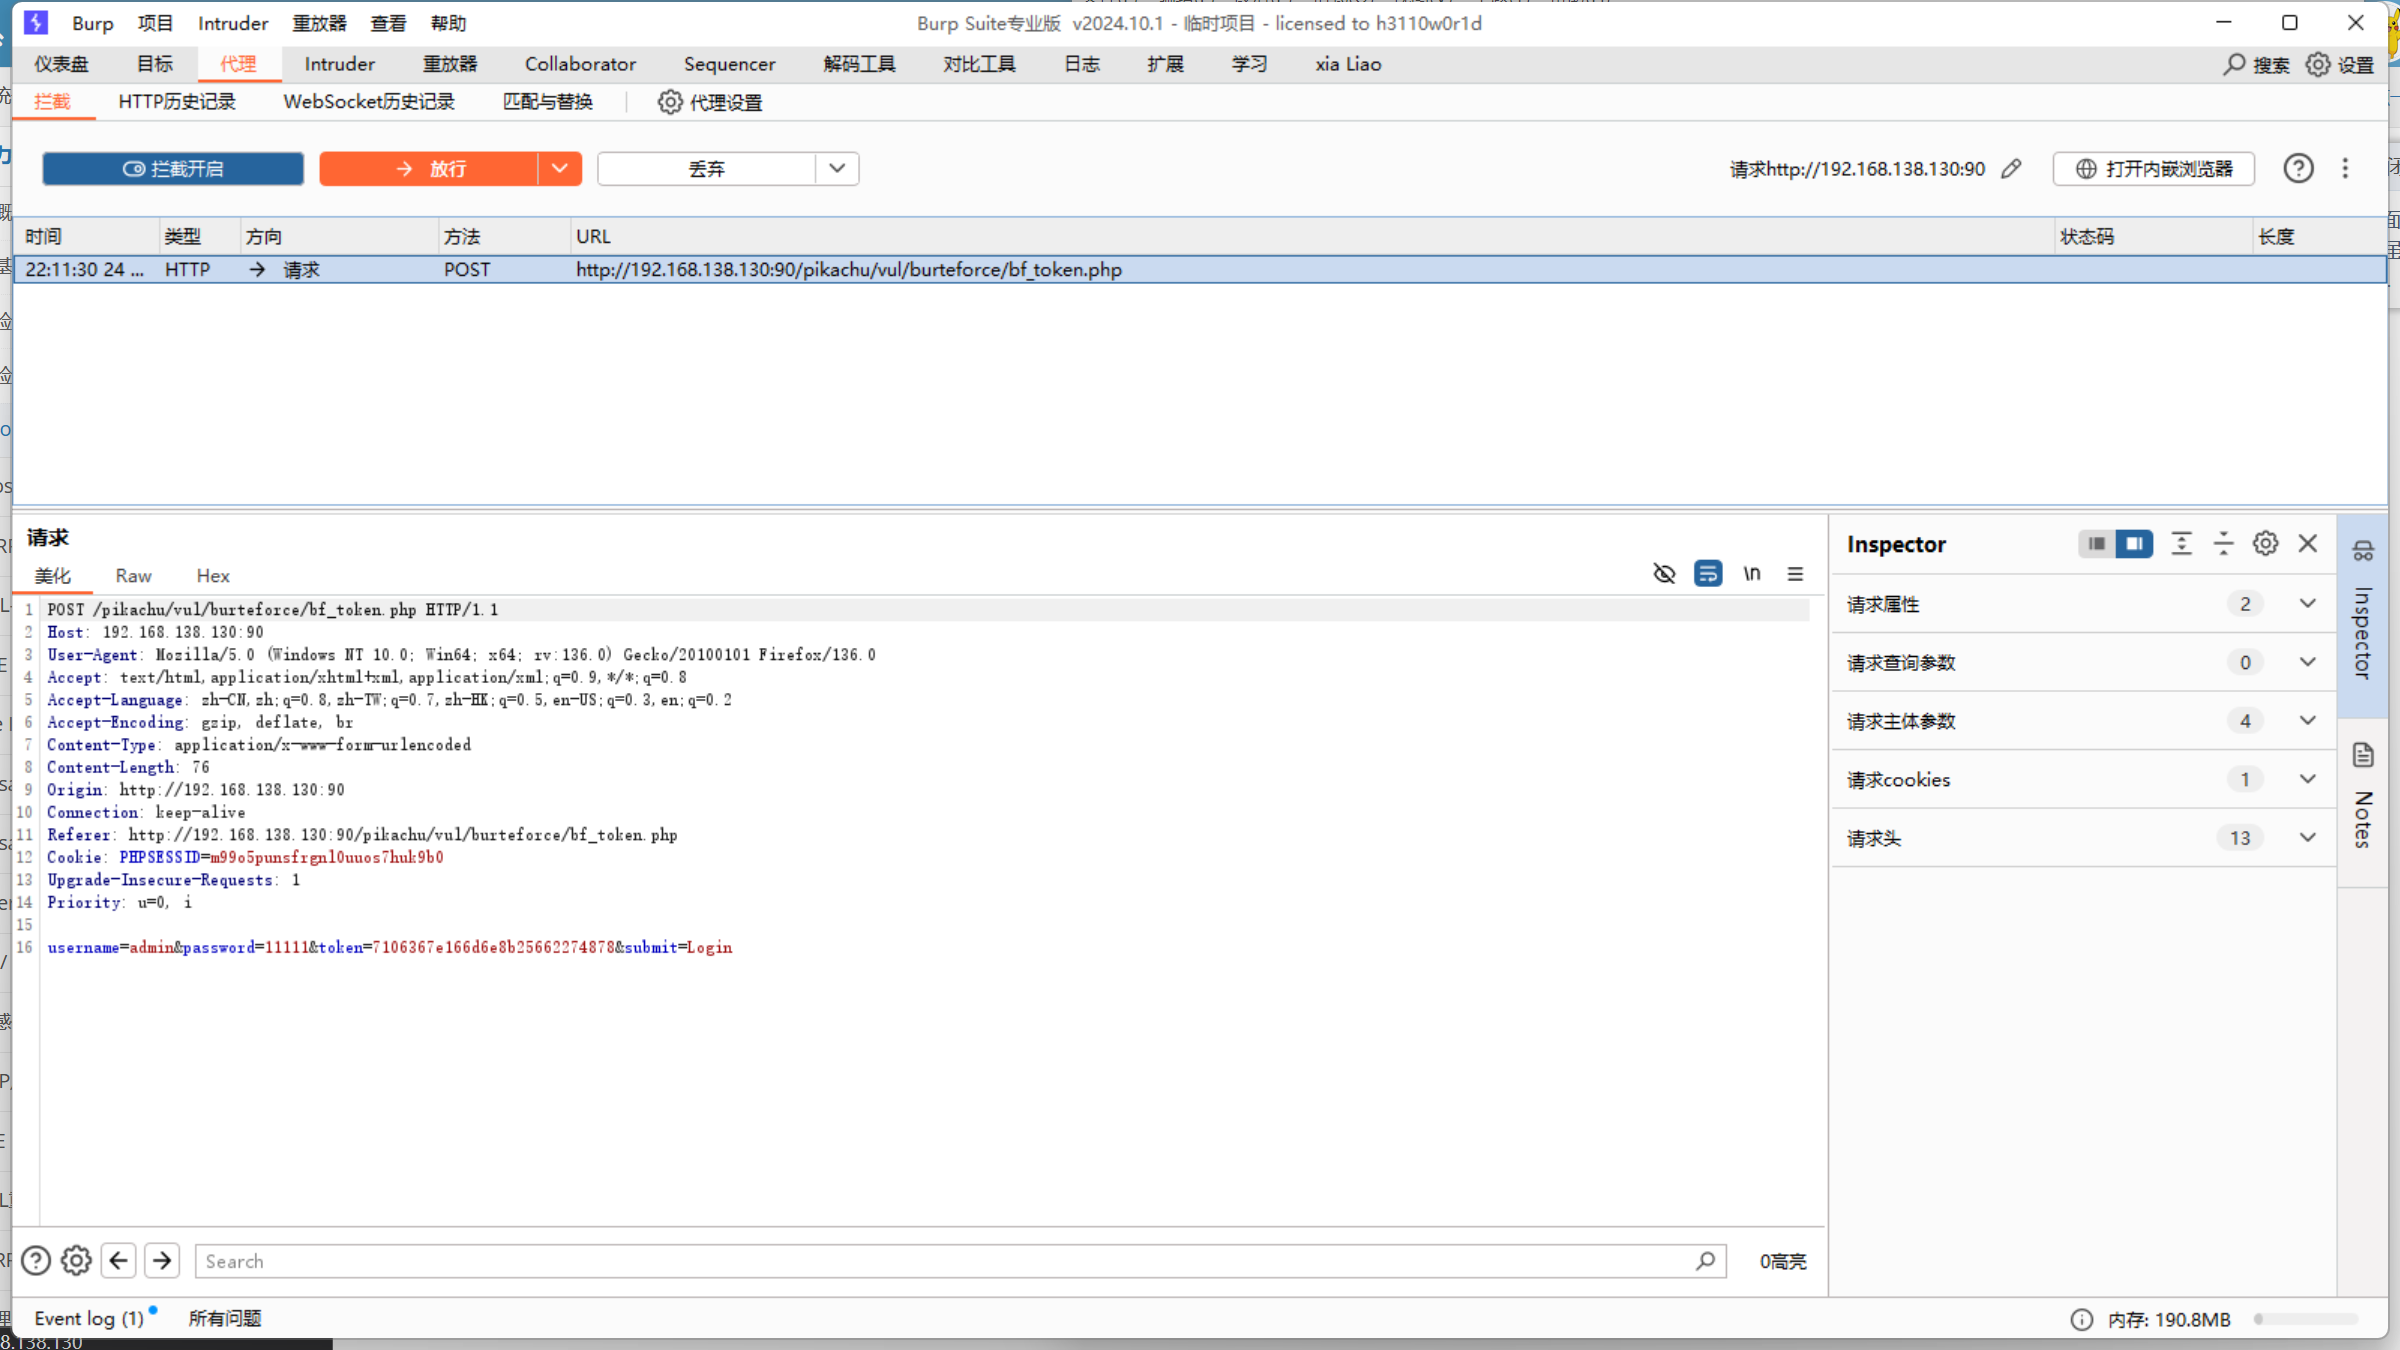 Burp 项目 Intruder 重放器 查看 帮助
Burp Suite专业版 v2024.10.1 - 临时项目 - licensed to h3110w0r1d
仪表盘 目标 代理 Intruder 重放器 Collaborator Sequencer 解码工具 对比工具 日志 扩展 学习 xia Liao 搜索 设置
拦截 HTTP历史记录 WebSocket历史记录 匹配与替换 代理设置
拦截开启 放行 丢弃 请求http://192.168.138.130:90 打开内嵌浏览器
时间 类型 方向 方法 URL 状态码 长度
22:11:30 24 ... HTTP → 请求 POST http://192.168.138.130:90/pikachu/vul/burteforce/bf_token.php
请求
美化 Raw Hex \n
1 POST /pikachu/vul/burteforce/bf_token.php HTTP/1.1
2 Host: 192.168.138.130:90
3 User-Agent: Mozilla/5.0 (Windows NT 10.0; Win64; x64; rv:136.0) Gecko/20100101 Firefox/136.0
4 Accept: text/html,application/xhtml+xml,application/xml;q=0.9,*/*;q=0.8
5 Accept-Language: zh-CN,zh;q=0.8,zh-TW;q=0.7,zh-HK;q=0.5,en-US;q=0.3,en;q=0.2
6 Accept-Encoding: gzip, deflate, br
7 Content-Type: application/x-www-form-urlencoded
8 Content-Length: 76
9 Origin: http://192.168.138.130:90
10 Connection: keep-alive
11 Referer: http://192.168.138.130:90/pikachu/vul/burteforce/bf_token.php
12 Cookie: PHPSESSID=m99o5punsfrgnl0uuos7huk9b0
13 Upgrade-Insecure-Requests: 1
14 Priority: u=0, i
15
16 username=admin&password=11111&token=7106367e166d6e8b25662274878&submit=Login
Inspector
请求属性 2
请求查询参数 0
请求主体参数 4
请求cookies 1
请求头 13
Inspector
Notes
Search 0高亮
Event log (1) 所有问题 内存: 190.8MB
8.138.130